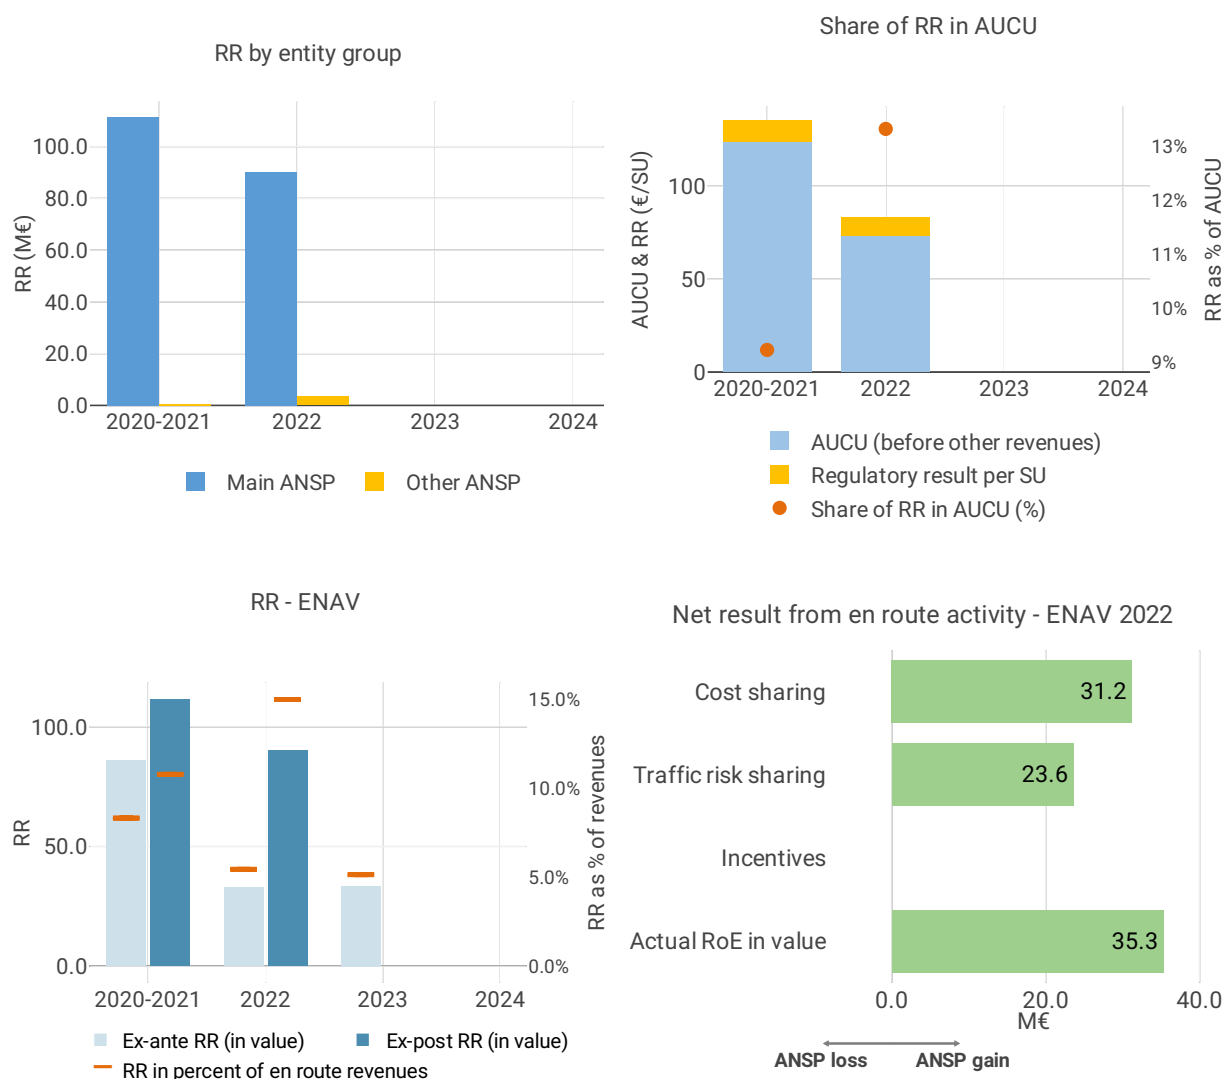 RR by entity group
RR (M€)
100.0
80.0
60.0
40.0
20.0
0.0
2020-2021 2022 2023 2024
Main ANSP Other ANSP
Share of RR in AUCU
AUCU & RR (€/SU)
100
50
0
13%
12%
11%
10%
9%
RR as % of AUCU
2020-2021 2022 2023 2024
AUCU (before other revenues)
Regulatory result per SU
Share of RR in AUCU (%)
RR - ENAV
RR
100.0
50.0
0.0
15.0%
10.0%
5.0%
0.0%
RR as % of revenues
2020-2021 2022 2023 2024
Ex-ante RR (in value) Ex-post RR (in value)
RR in percent of en route revenues
Net result from en route activity - ENAV 2022
Cost sharing 31.2
Traffic risk sharing 23.6
Incentives
Actual RoE in value 35.3
0.0 20.0 40.0
M€
ANSP loss ANSP gain